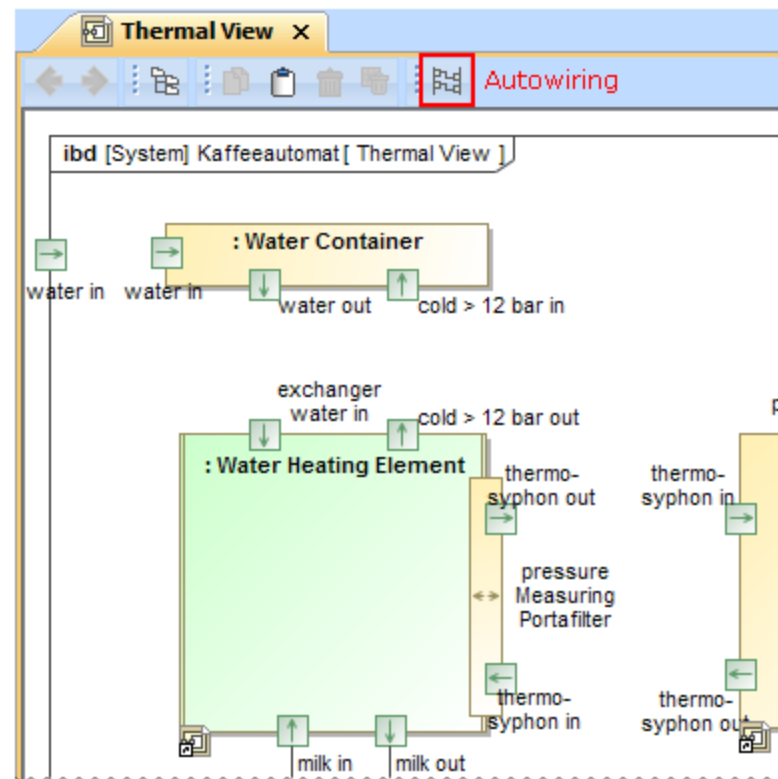 Thermal View
Autowiring
ibd [System] Kaffeeautomat[ Thermal View ]
: Water Container
water in
water in
water out
cold > 12 bar in
exchanger
water in
cold > 12 bar out
: Water Heating Element
thermo-
syphon out
thermo-
syphon in
pressure
Measuring
Portafilter
thermo-
syphon in
thermo-
syphon out
milk in
milk out